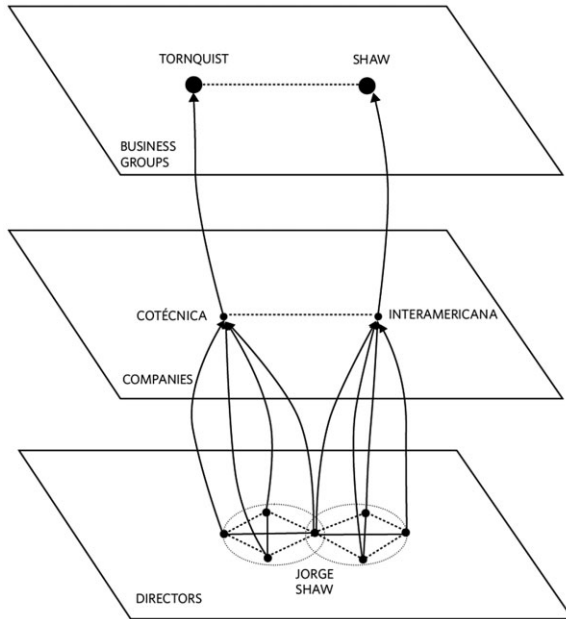 TORNQUIST
SHAW
BUSINESS
GROUPS
COTÉCNICA
INTERAMERICANA
COMPANIES
JORGE
SHAW
DIRECTORS